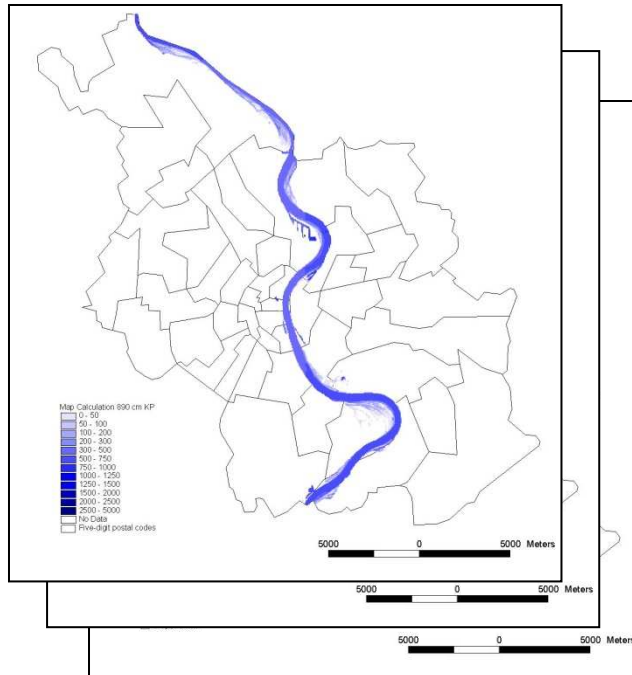 Map Calculation 890 cm KP
0 - 50
50 - 100
100 - 200
200 - 300
300 - 500
500 - 750
750 - 1000
1000 - 1250
1250 - 1500
1500 - 2000
2000 - 2500
2500 - 5000
No Data
Five-digit postal codes
5000 0 5000 Meters
5000 0 5000 Meters
5000 0 5000 Meters